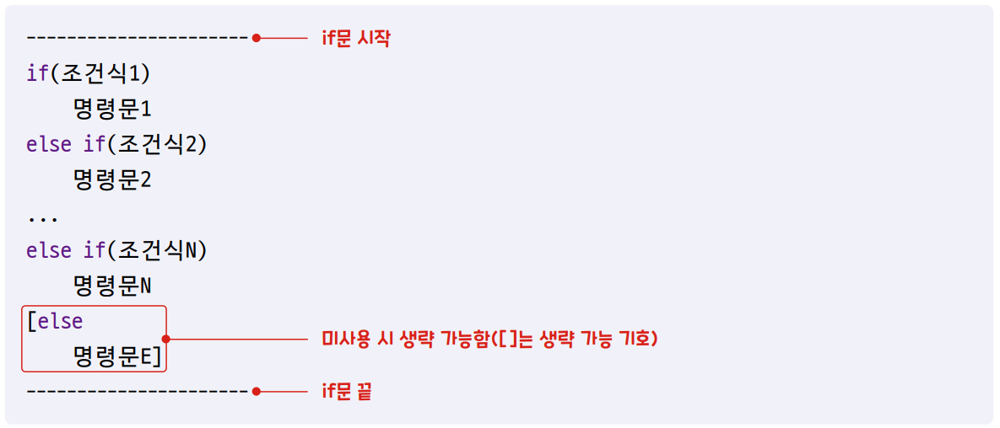 ---------------------- if문 시작
if(조건식1)
    명령문1
else if(조건식2)
    명령문2
...
else if(조건식N)
    명령문N
[else
미사용 시 생략 가능함([]는 생략 가능 기호)
    명령문E]
---------------------- if문 끝